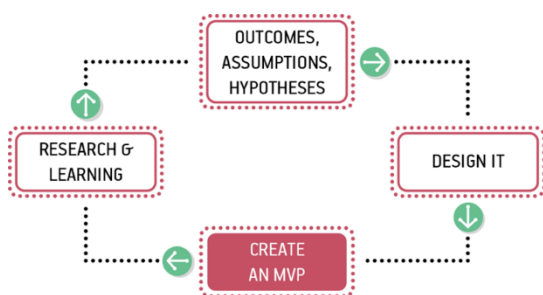 OUTCOMES,
ASSUMPTIONS,
HYPOTHESES
RESEARCH &
LEARNING
DESIGN IT
CREATE
AN MVP